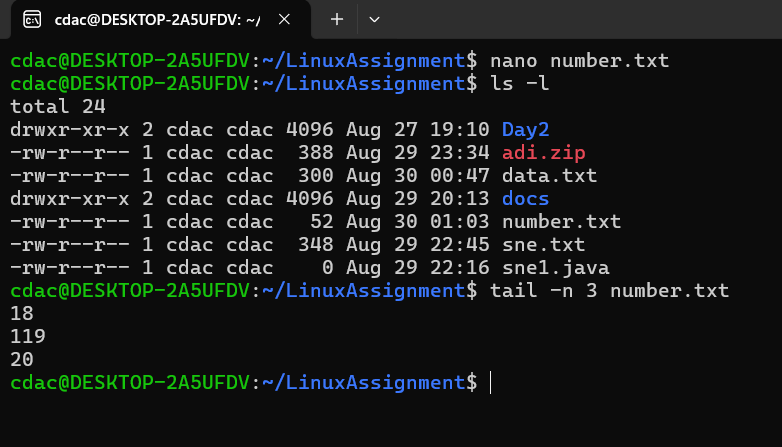 cdac@DESKTOP-2A5UFDV: ~/
cdac@DESKTOP-2A5UFDV:~/LinuxAssignment$ nano number.txt
cdac@DESKTOP-2A5UFDV:~/LinuxAssignment$ ls -l
total 24
drwxr-xr-x 2 cdac cdac 4096 Aug 27 19:10 Day2
-rw-r--r-- 1 cdac cdac  388 Aug 29 23:34 adi.zip
-rw-r--r-- 1 cdac cdac  300 Aug 30 00:47 data.txt
drwxr-xr-x 2 cdac cdac 4096 Aug 29 20:13 docs
-rw-r--r-- 1 cdac cdac   52 Aug 30 01:03 number.txt
-rw-r--r-- 1 cdac cdac  348 Aug 29 22:45 sne.txt
-rw-r--r-- 1 cdac cdac    0 Aug 29 22:16 sne1.java
cdac@DESKTOP-2A5UFDV:~/LinuxAssignment$ tail -n 3 number.txt
18
119
20
cdac@DESKTOP-2A5UFDV:~/LinuxAssignment$